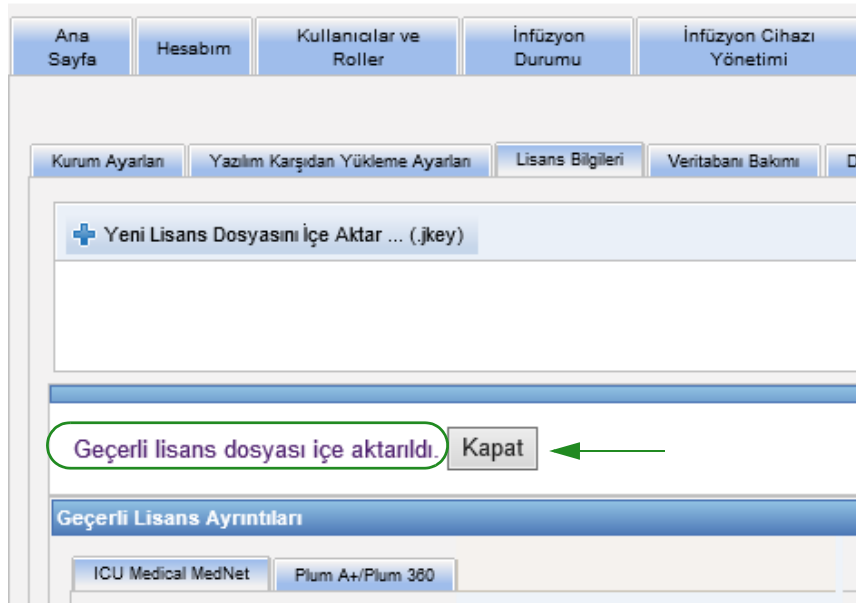 Ana Sayfa
Hesabım
Kullanıcılar ve Roller
İnfüzyon Durumu
İnfüzyon Cihazı Yönetimi
Kurum Ayarları
Yazılım Karşıdan Yükleme Ayarları
Lisans Bilgileri
Veritabanı Bakımı
D
Yeni Lisans Dosyasını İçe Aktar ... (.jkey)
Geçerli lisans dosyası içe aktarıldı. Kapat
Geçerli Lisans Ayrıntıları
ICU Medical MedNet
Plum A+/Plum 360